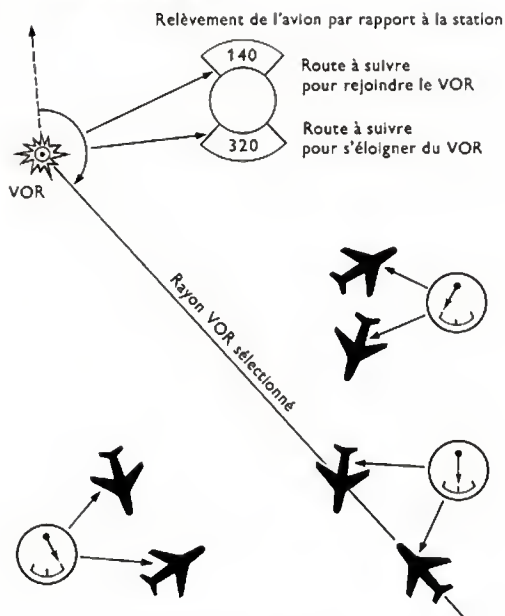 Relèvement de l'avion par rapport à la station
140
Route à suivre
pour rejoindre le VOR
320
Route à suivre
pour s'éloigner du VOR
VOR
Rayon VOR sélectionné